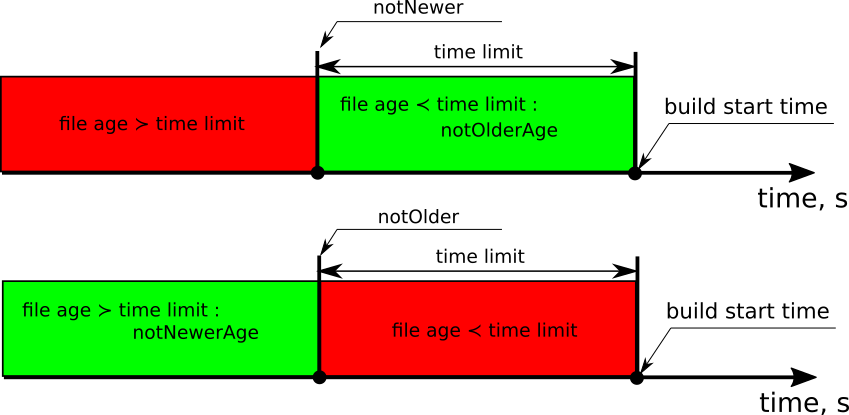 notNewer
time limit
file age ≻ time limit
file age ≺ time limit :
notOlderAge
build start time
time, s
notOlder
time limit
file age ≻ time limit :
notNewerAge
file age ≺ time limit
build start time
time, s